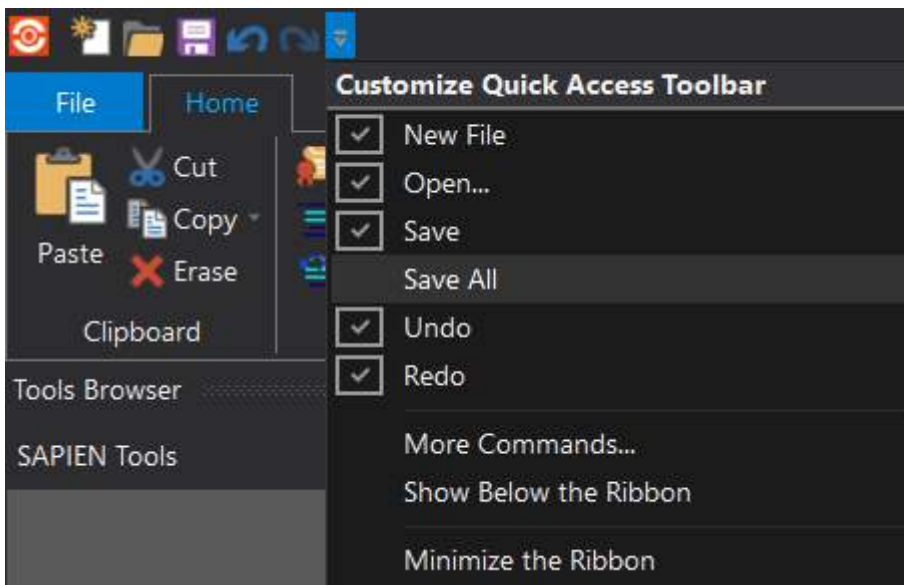 File
Home
Cut
Copy
Paste
Erase
Clipboard
Tools Browser
SAPIEN Tools
Customize Quick Access Toolbar
New File
Open...
Save
Save All
Undo
Redo
More Commands...
Show Below the Ribbon
Minimize the Ribbon